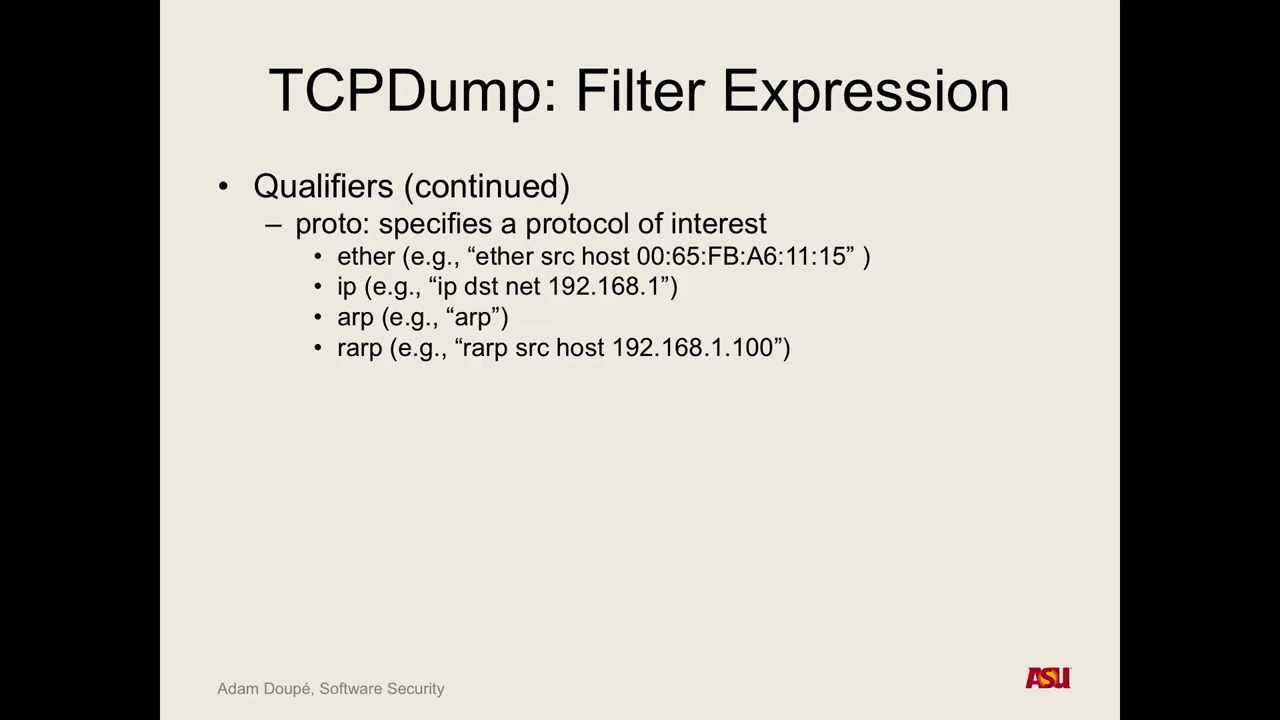 TCPDump: Filter Expression
• Qualifiers (continued)
– proto: specifies a protocol of interest
• ether (e.g., “ether src host 00:65:FB:A6:11:15” )
• ip (e.g., “ip dst net 192.168.1”)
• arp (e.g., “arp”)
• rarp (e.g., “rarp src host 192.168.1.100”)
Adam Doupé, Software Security
ASU